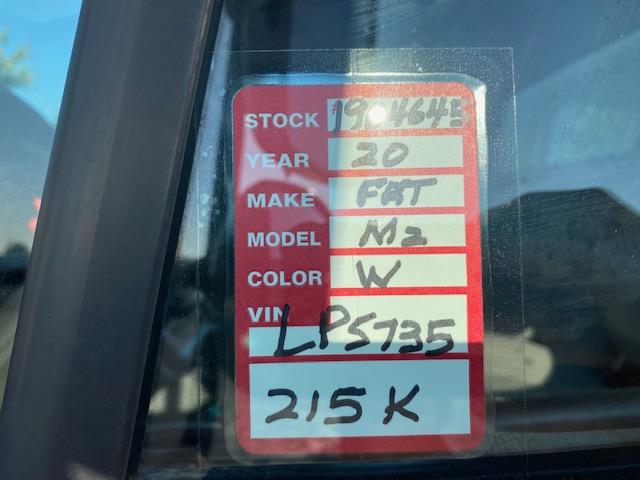 STOCK 1904645
YEAR 20
MAKE FRT
MODEL M2
COLOR W
VIN
LPS735
215K